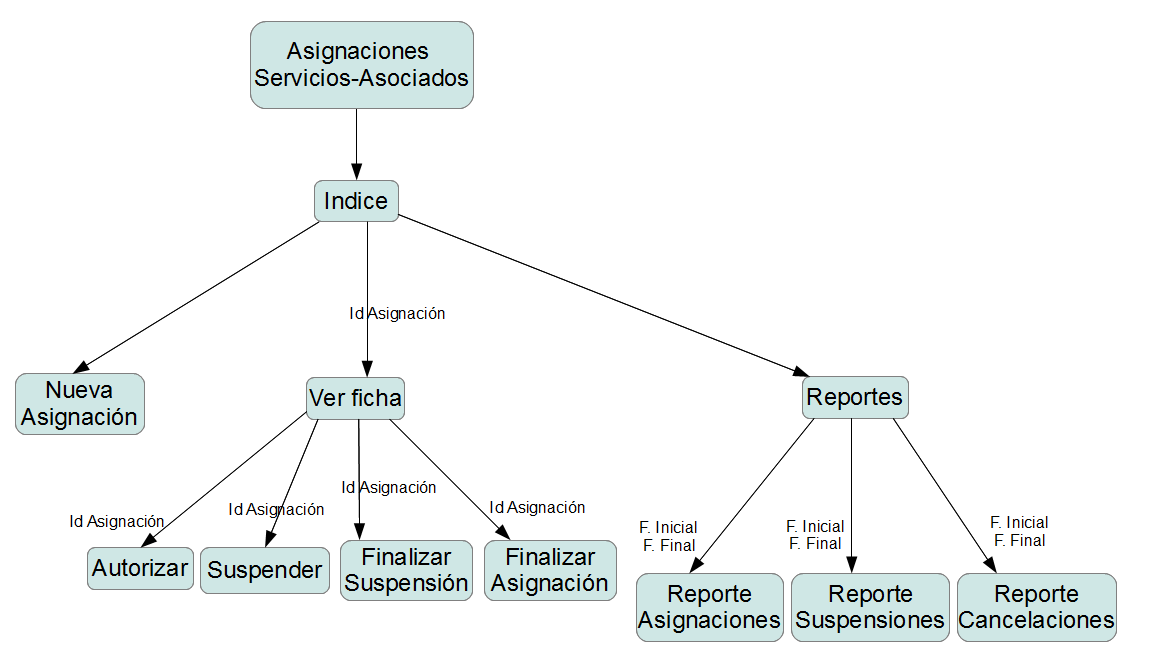 Asignaciones
Servicios-Asociados
Indice
Id Asignación
Nueva
Asignación
Ver ficha
Reportes
Id Asignación
Id Asignación
Id Asignación
Id Asignación
F. Inicial
F. Final
F. Inicial
F. Final
F. Inicial
F. Final
Autorizar
Suspender
Finalizar
Suspensión
Finalizar
Asignación
Reporte
Asignaciones
Reporte
Suspensiones
Reporte
Cancelaciones